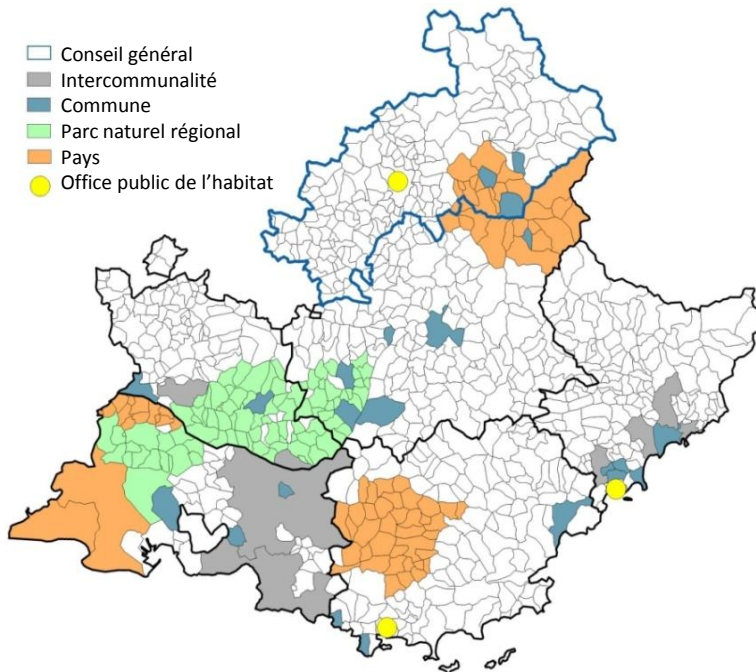 Conseil général
Intercommunalité
Commune
Parc naturel régional
Pays
Office public de l’habitat